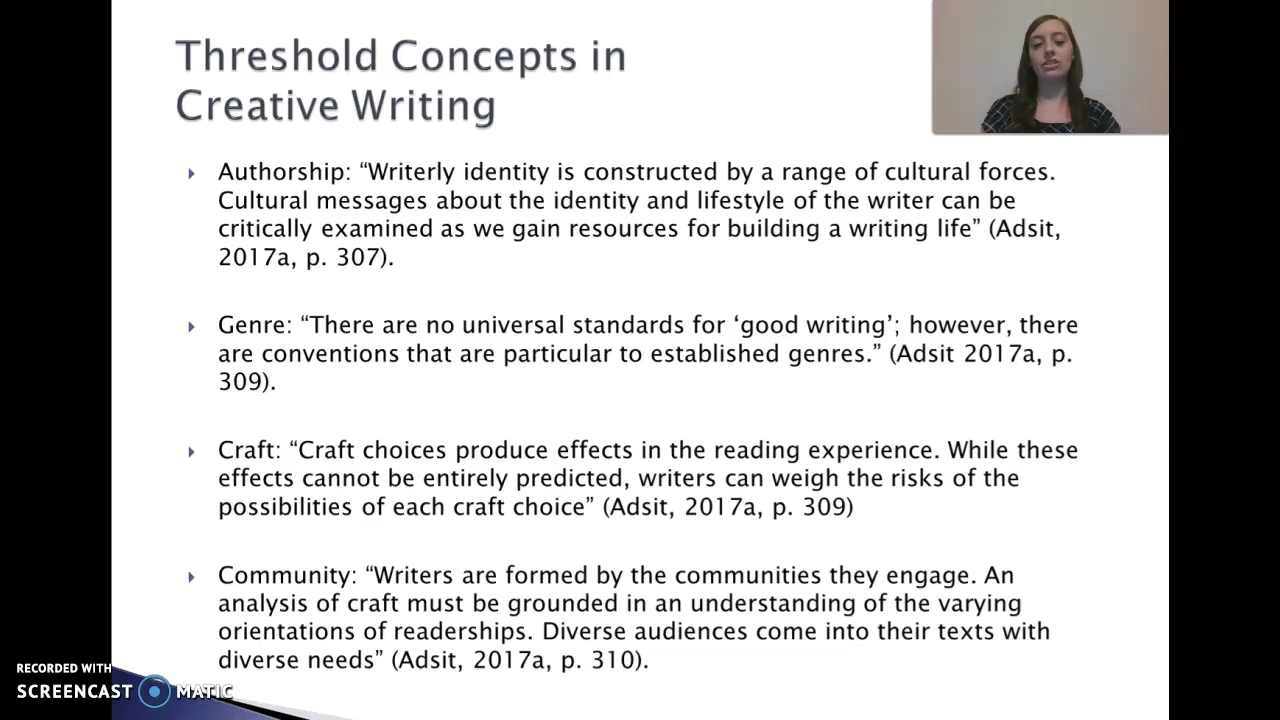 Threshold Concepts in
Creative Writing
Authorship: “Writerly identity is constructed by a range of cultural forces.
Cultural messages about the identity and lifestyle of the writer can be
critically examined as we gain resources for building a writing life” (Adsit,
2017a, p. 307).
Genre: “There are no universal standards for ‘good writing’; however, there
are conventions that are particular to established genres.” (Adsit 2017a, p.
309).
Craft: “Craft choices produce effects in the reading experience. While these
effects cannot be entirely predicted, writers can weigh the risks of the
possibilities of each craft choice” (Adsit, 2017a, p. 309)
Community: “Writers are formed by the communities they engage. An
analysis of craft must be grounded in an understanding of the varying
orientations of readerships. Diverse audiences come into their texts with
diverse needs” (Adsit, 2017a, p. 310).
RECORDED WITH
SCREENCAST MATIC